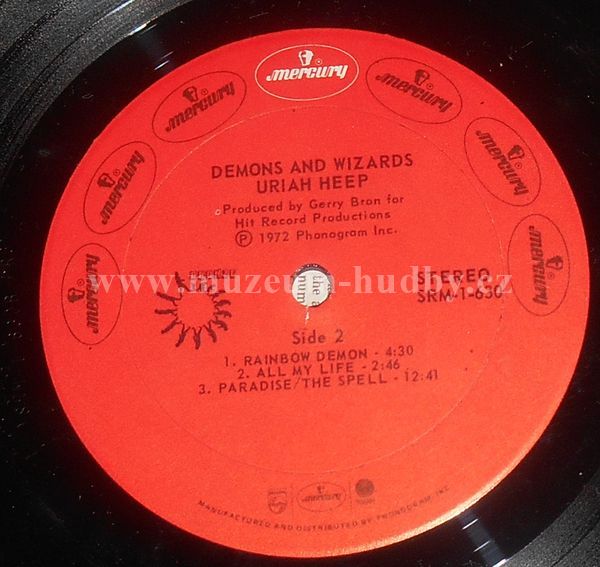 mercury
mercury
mercury
mercury
mercury
mercury
mercury
DEMONS AND WIZARDS
URIAH HEEP
Produced by Gerry Bron for
Hit Record Productions
Ⓟ 1972 Phonogram Inc.
www.muzeum-hudby.cz
STEREO
SRM-1-630
Side 2
1. RAINBOW DEMON - 4:30
2. ALL MY LIFE - 2:46
3. PARADISE/THE SPELL - 12:41
mercury
MANUFACTURED AND DISTRIBUTED BY PHONOGRAM, INC.